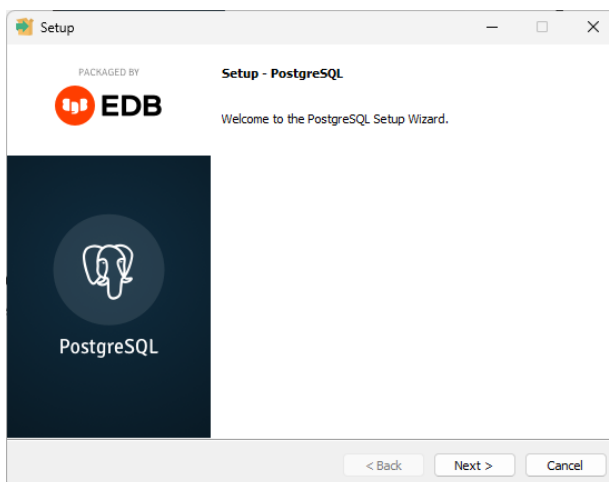 Setup
PACKAGED BY
EDB
Setup - PostgreSQL
Welcome to the PostgreSQL Setup Wizard.
PostgreSQL
< Back
Next >
Cancel